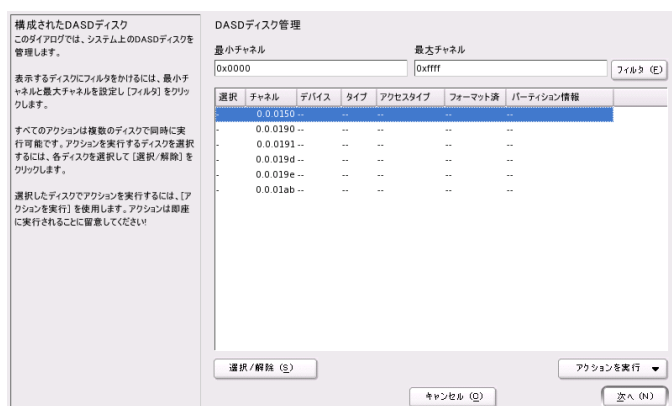 構成されたDASDディスク
このダイアログでは、システム上のDASDディスクを
管理します。
表示するディスクにフィルタをかけるには、最小チ
ャネルと最大チャネルを設定し [フィルタ] をクリッ
クします。
すべてのアクションは複数のディスクで同時に実
行可能です。アクションを実行するディスクを選択
するには、各ディスクを選択して [選択/解除] を
クリックします。
選択したディスクでアクションを実行するには、[ア
クションを実行] を使用します。アクションは即座
に実行されることに留意してください!
DASDディスク管理
最小チャネル 最大チャネル
0x0000 0xffff フィルタ (F)
選択 チャネル デバイス タイプ アクセスタイプ フォーマット済 パーティション情報
- 0.0.0150 -- -- -- -- --
- 0.0.0190 -- -- -- -- --
- 0.0.0191 -- -- -- -- --
- 0.0.019d -- -- -- -- --
- 0.0.019e -- -- -- -- --
- 0.0.01ab -- -- -- -- --
選択/解除 (S) アクションを実行
キャンセル (Q) 次へ (N)